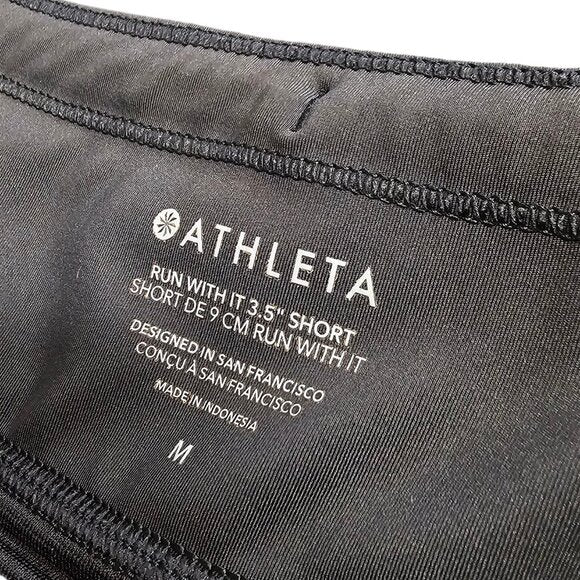 ATHLETA
RUN WITH IT 3.5" SHORT
SHORT DE 9 CM RUN WITH IT
DESIGNED IN SAN FRANCISCO
CONÇU À SAN FRANCISCO
MADE IN INDONESIA
M